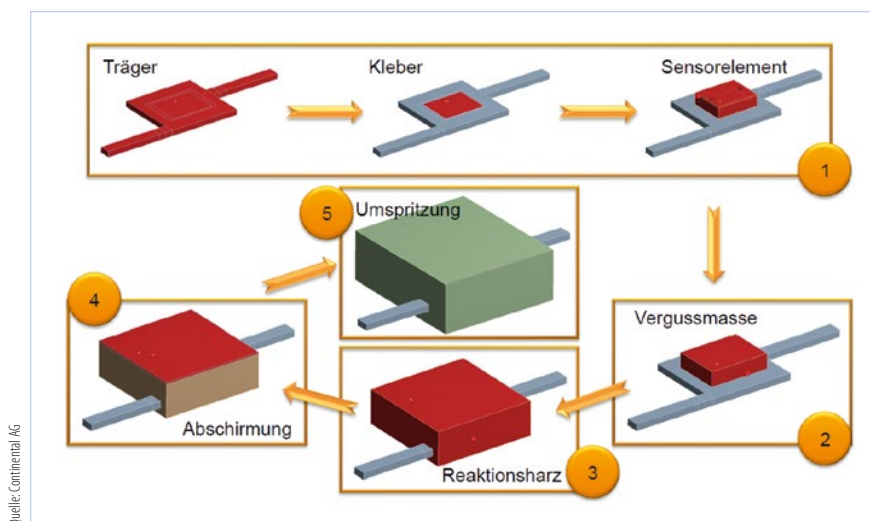 Träger
Kleber
Sensorelement
1
5
Umspritzung
4
Vergussmasse
Abschirmung
Reaktionsharz
3
2
Quelle: Continental AG